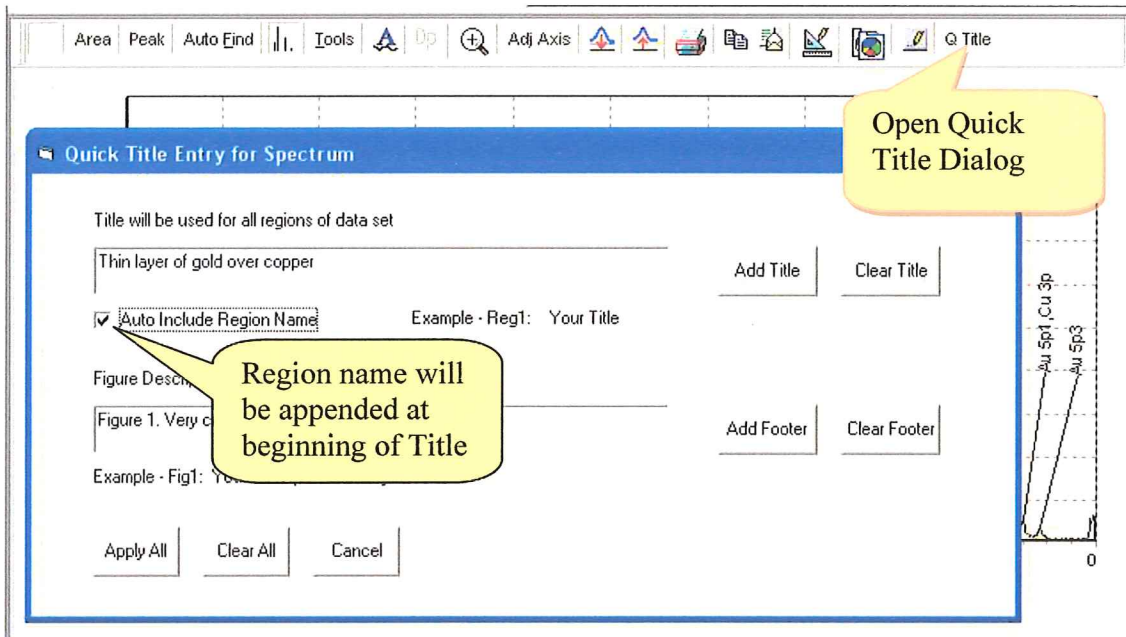 Area Peak Auto Find Tools Op Adj Axis Q Title
Open Quick
Title Dialog
Quick Title Entry for Spectrum
Title will be used for all regions of data set
Thin layer of gold over copper
Add Title Clear Title
Auto Include Region Name Example - Reg1: Your Title
Region name will
be appended at
beginning of Title
Figure
Figure 1. Very
Add Footer Clear Footer
Example - Fig1:
Apply All Clear All Cancel
Au 5p1,Cu 3p
Au 5p3
0